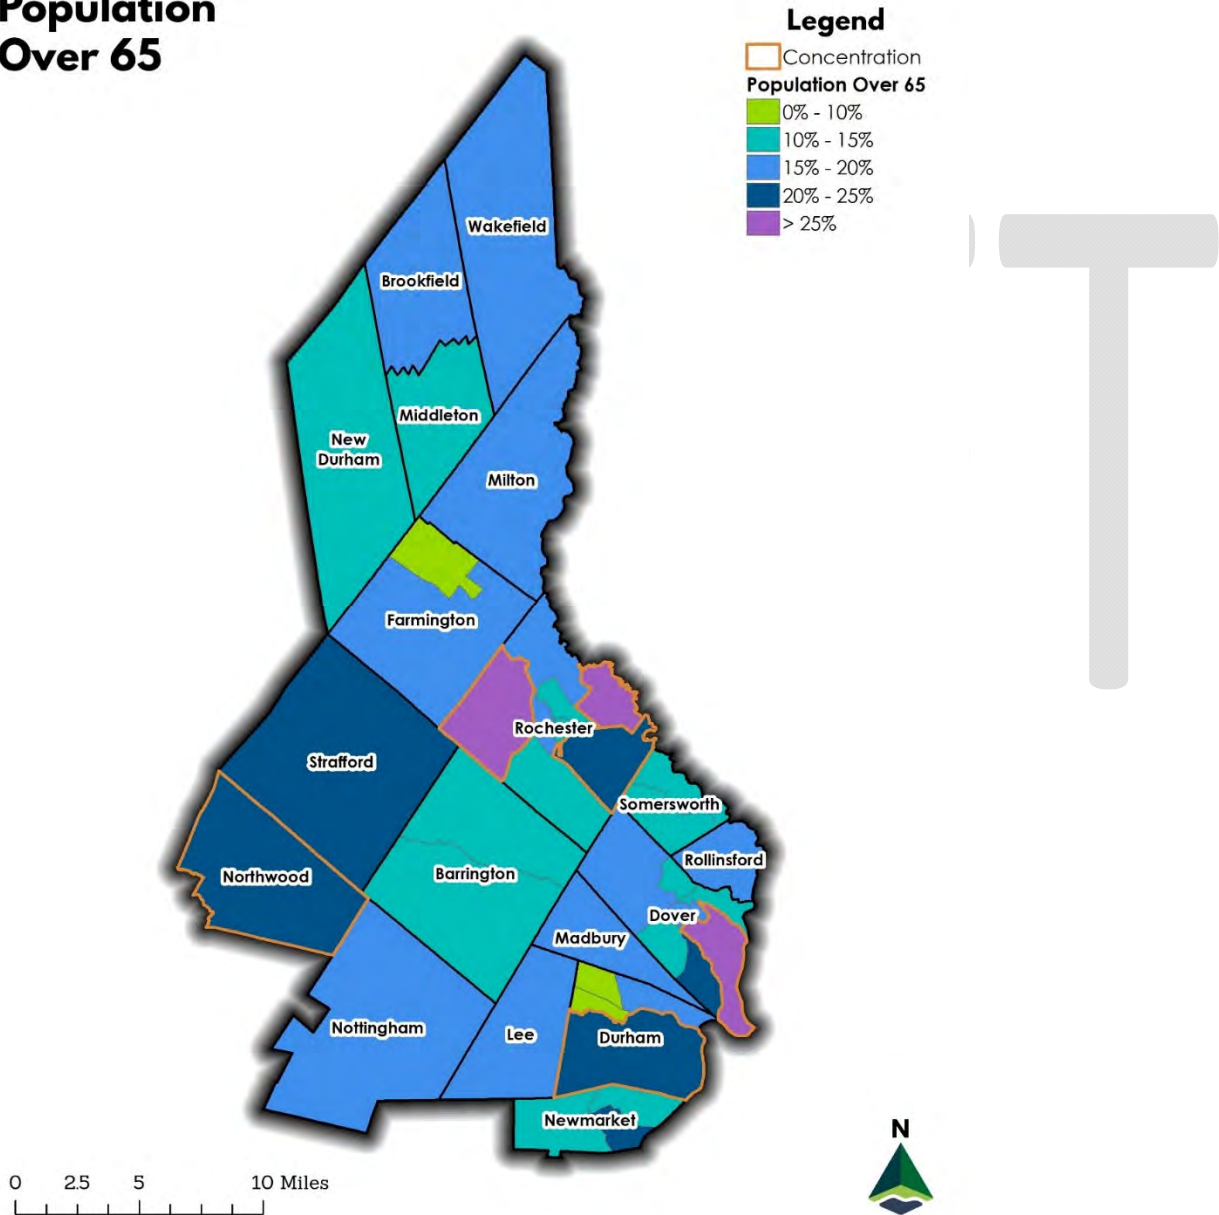 Population
Over 65
Legend
Concentration
Population Over 65
0% - 10%
10% - 15%
15% - 20%
20% - 25%
> 25%
T
Wakefield
Brookfield
Middleton
New
Durham
Milton
Farmington
Rochester
Strafford
Somersworth
Rollinsford
Northwood
Barrington
Dover
Madbury
Nottingham
Lee
Durham
Newmarket
N
0 2.5 5 10 Miles